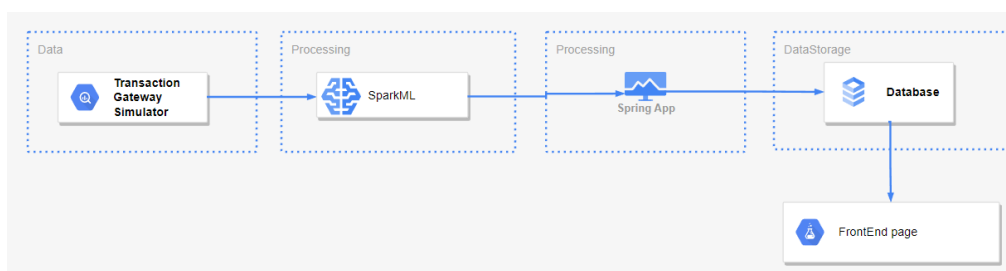 Data
Processing
Processing
DataStorage
Transaction
Gateway
Simulator
SparkML
Spring App
Database
FrontEnd page